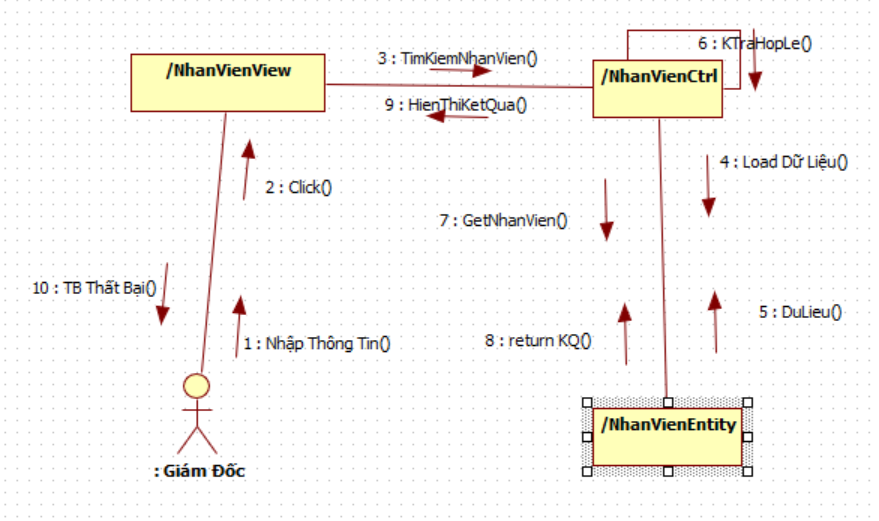 6 : KTraHopLe()
3 : TimKiemNhanVien()
/NhanVienView
/NhanVienCtrl
9 : HienThiKetQua()
4 : Load Dữ Liệu()
2 : Click()
7 : GetNhanVien()
10 : TB Thất Bại()
5 : DuLieu()
1 : Nhập Thông Tin()
8 : return KQ()
/NhanVienEntity
: Giám Đốc